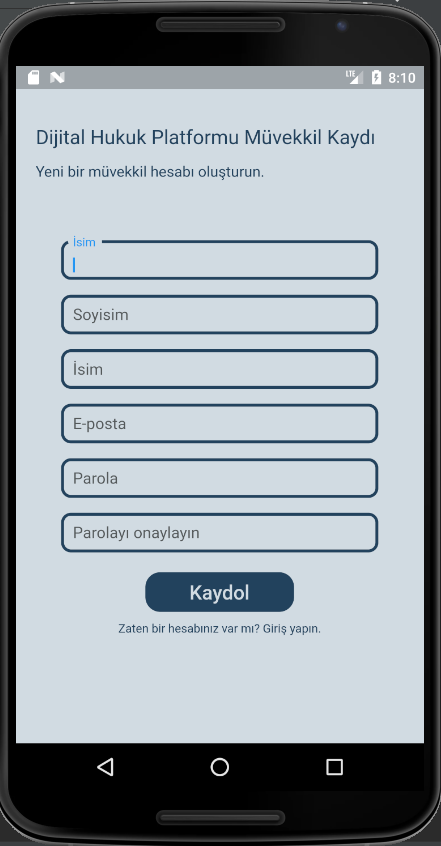 LTE 8:10
Dijital Hukuk Platformu Müvekkil Kaydı
Yeni bir müvekkil hesabı oluşturun.
İsim
Soyisim
İsim
E-posta
Parola
Parolayı onaylayın
Kaydol
Zaten bir hesabınız var mı? Giriş yapın.